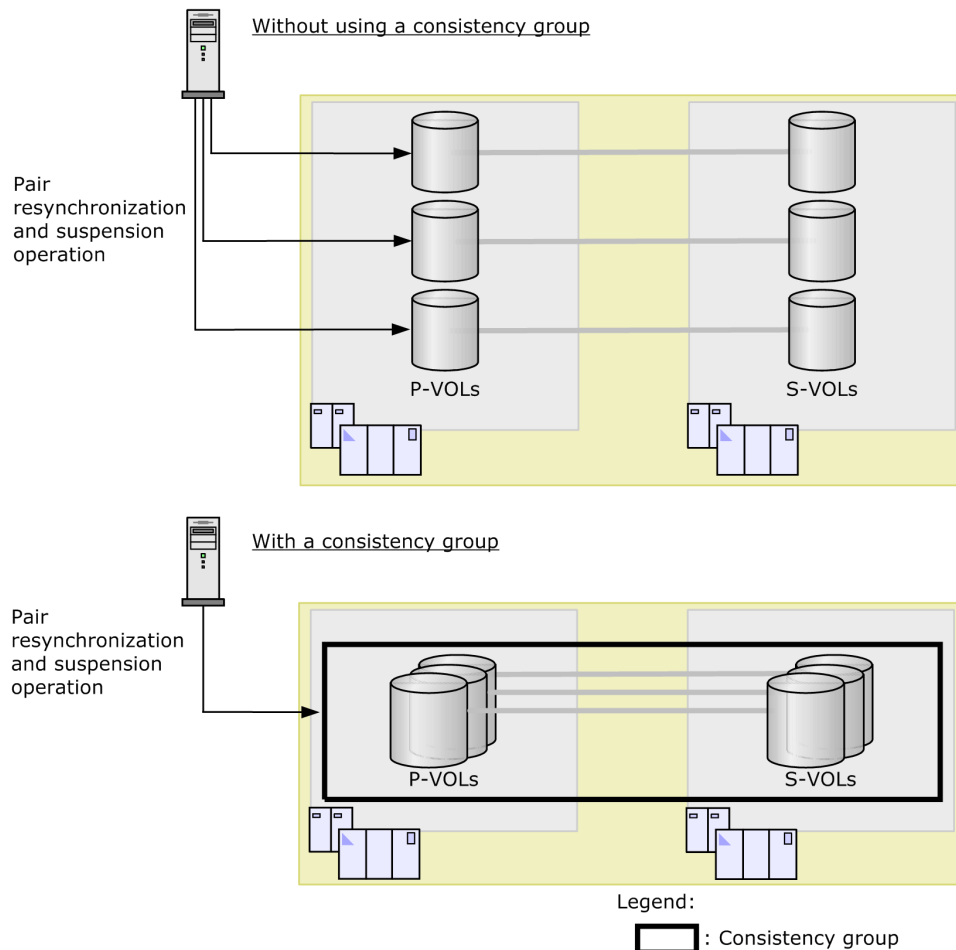 Without using a consistency group
Pair
resynchronization
and suspension
operation
P-VOLs
S-VOLs
With a consistency group
Pair
resynchronization
and suspension
operation
P-VOLs
S-VOLs
Legend:
: Consistency group